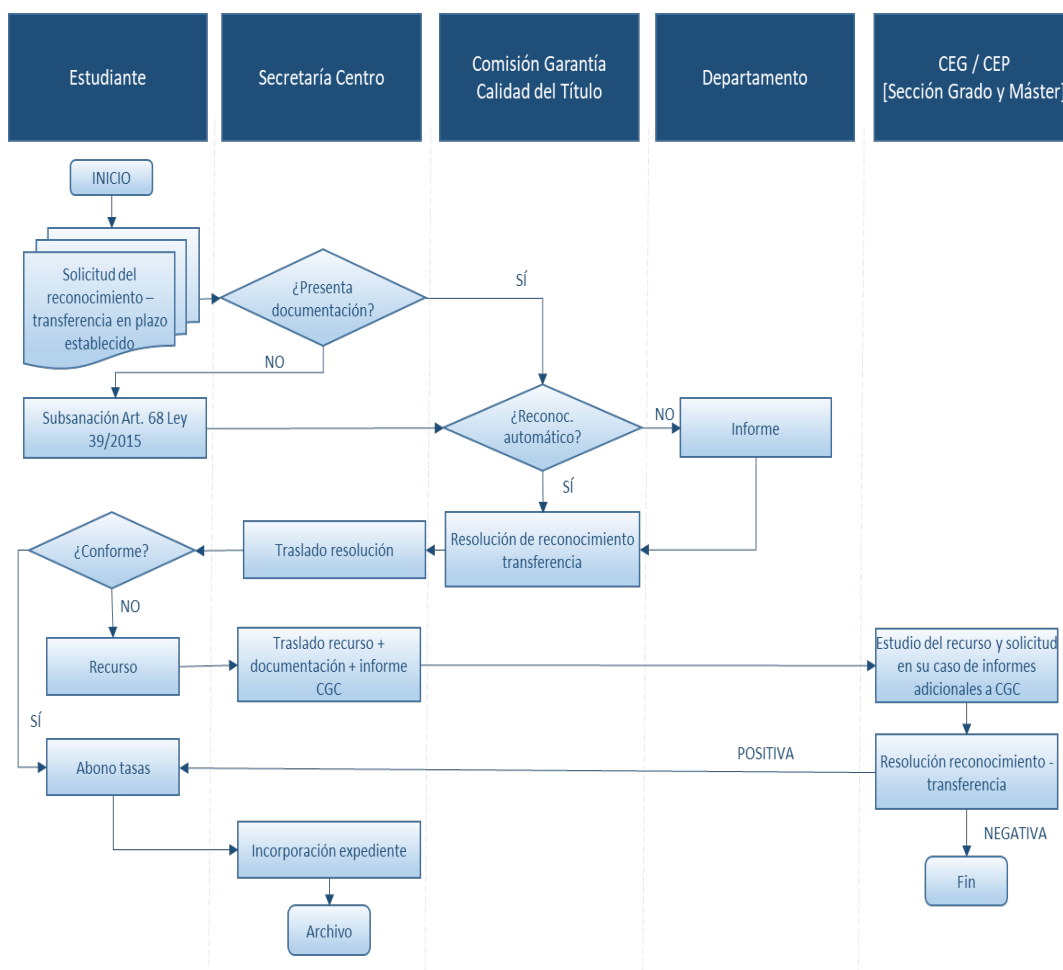 Estudiante
Secretaría Centro
Comisión Garantía
Calidad del Título
Departamento
CEG / CEP
[Sección Grado y Máster]
INICIO
Solicitud del
reconocimiento –
transferencia en plazo
establecido
¿Presenta
documentación?
SÍ
NO
Subsanación Art. 68 Ley
39/2015
¿Reconoc.
automático?
NO
Informe
SÍ
¿Conforme?
Traslado resolución
Resolución de reconocimiento
transferencia
NO
Recurso
Traslado recurso +
documentación + informe
CGC
Estudio del recurso y solicitud
en su caso de informes
adicionales a CGC
SÍ
Abono tasas
POSITIVA
Resolución reconocimiento -
transferencia
NEGATIVA
Incorporación expediente
Fin
Archivo